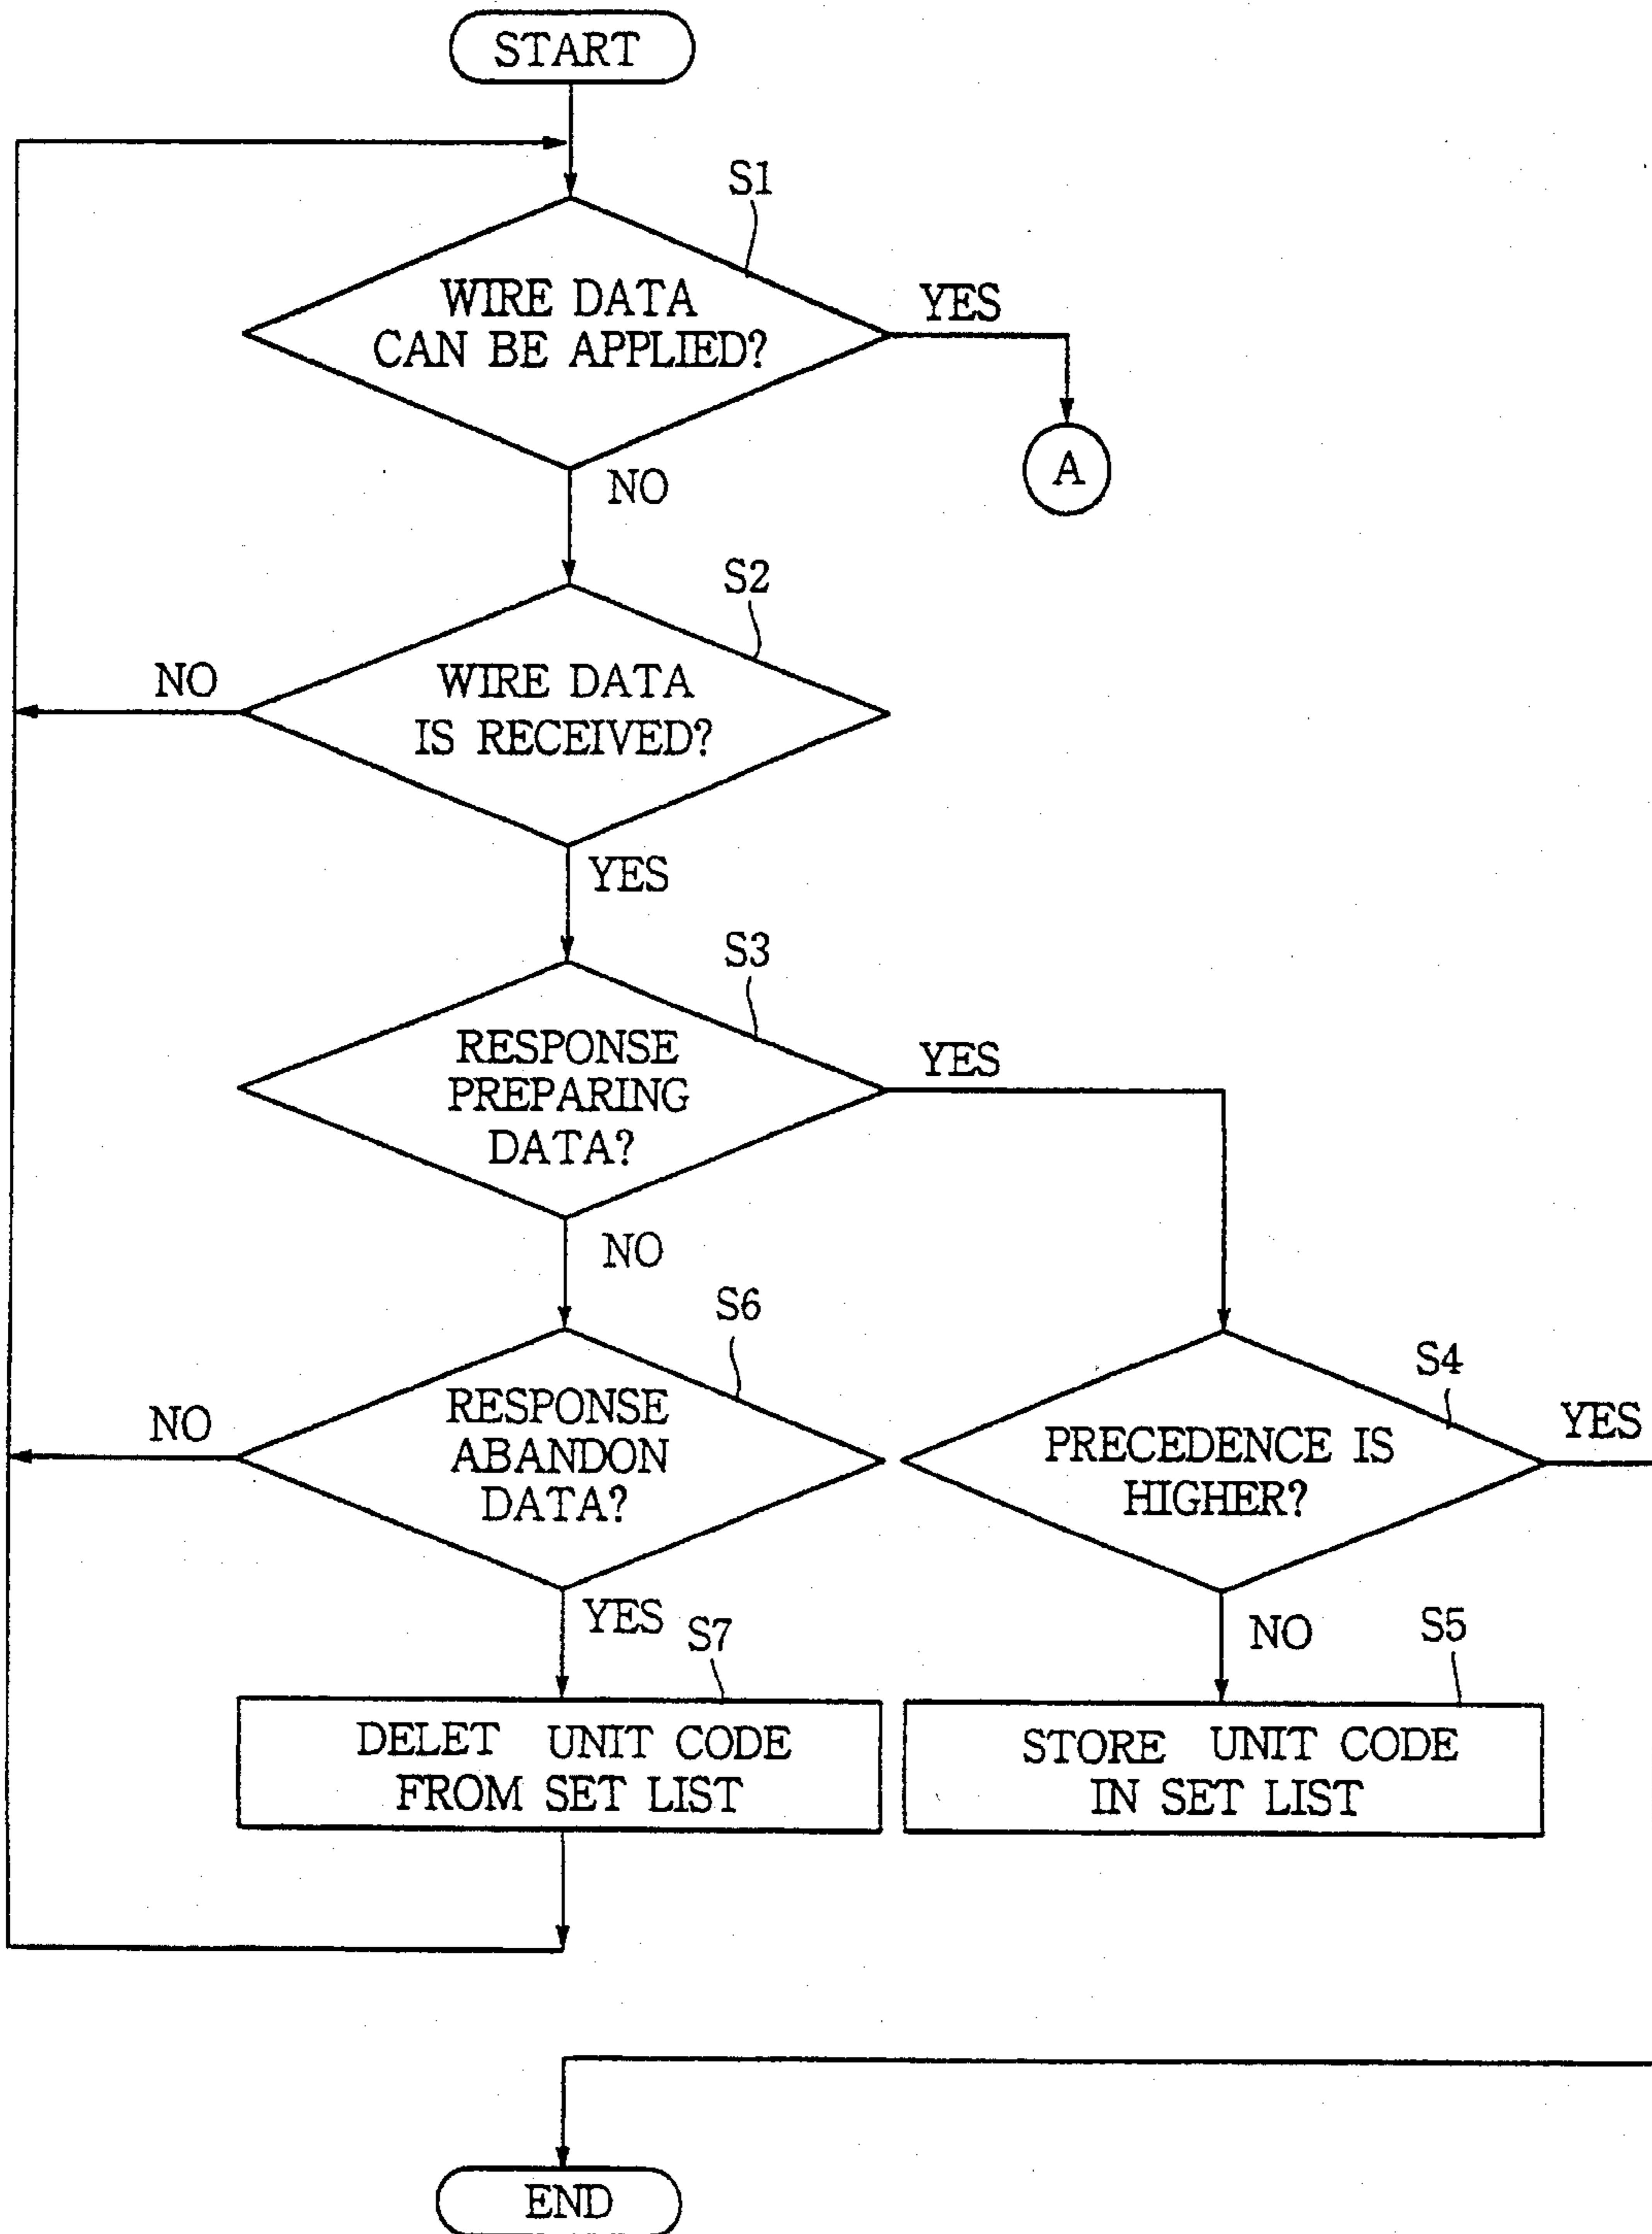 START
S1
WIRE DATA
CAN BE APPLIED?
YES
A
NO
S2
WIRE DATA
IS RECEIVED?
NO
YES
S3
RESPONSE
PREPARING
DATA?
YES
NO
S6
RESPONSE
ABANDON
DATA?
NO
S4
PRECEDENCE IS
HIGHER?
YES
YES
S7
DELET UNIT CODE
FROM SET LIST
NO
S5
STORE UNIT CODE
IN SET LIST
END